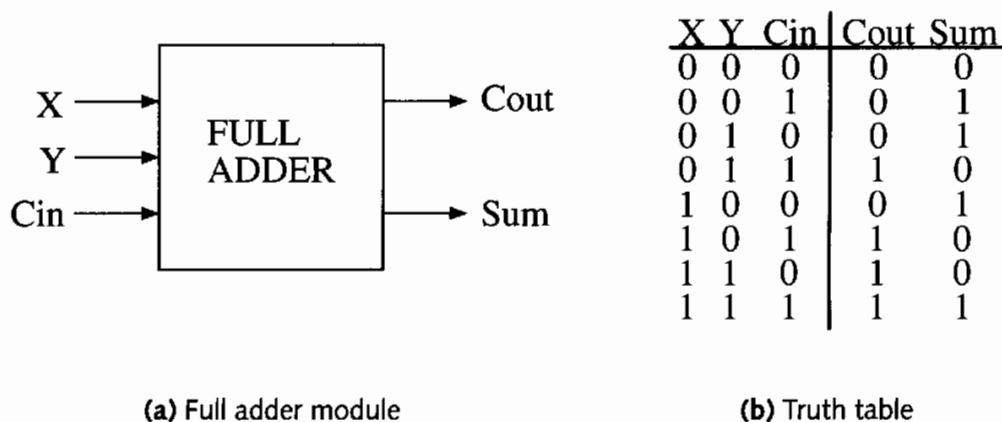 X
Y
Cin
FULL
ADDER
Cout
Sum
(a) Full adder module
X Y Cin Cout Sum
0 0 0 0 0
0 0 1 0 1
0 1 0 0 1
0 1 1 1 0
1 0 0 0 1
1 0 1 1 0
1 1 0 1 0
1 1 1 1 1
(b) Truth table